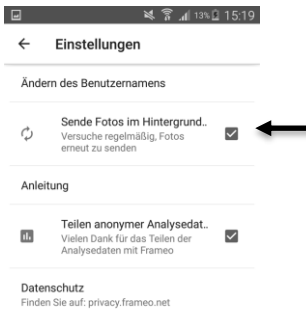 13% 15:19
Einstellungen
Ändern des Benutzernamens
Sende Fotos im Hintergrund..
Versuche regelmäßig, Fotos
erneut zu senden
Anleitung
Teilen anonymer Analysedat..
Vielen Dank für das Teilen der
Analysedaten mit Frameo
Datenschutz
Finden Sie auf: privacy.frameo.net